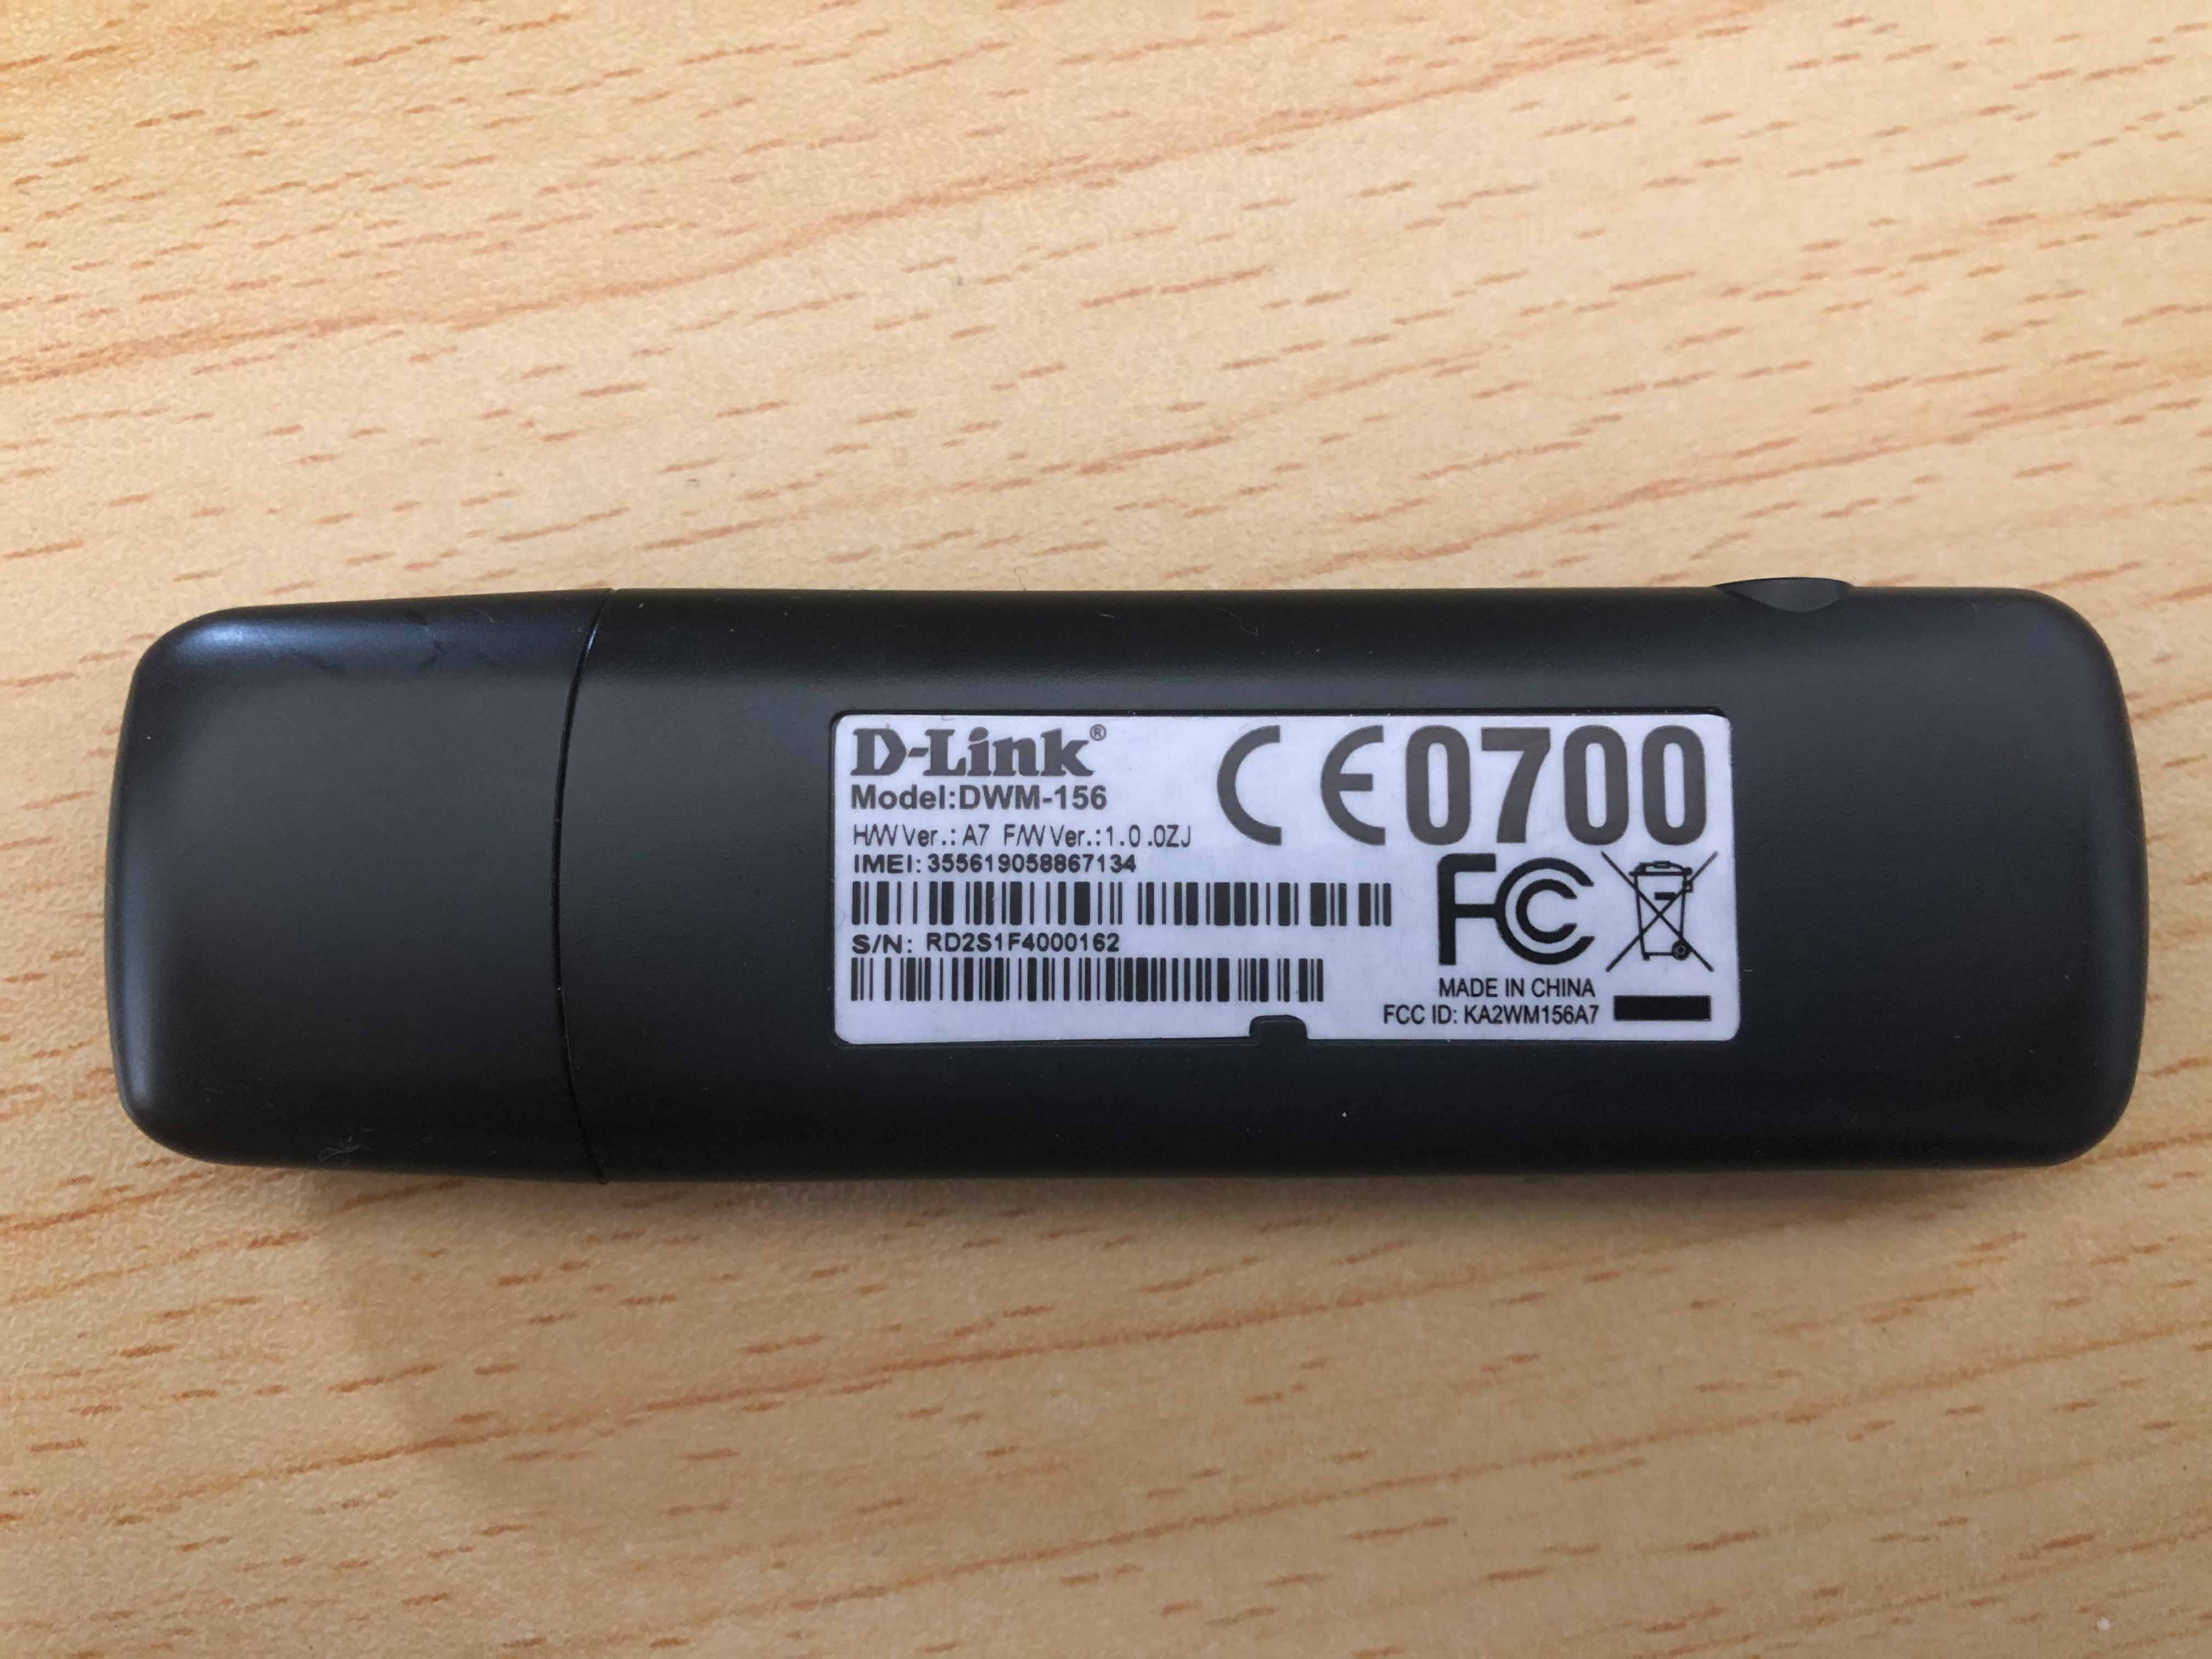 D-Link®
Model:DWM-156
H/W Ver.: A7 F/W Ver.:1.0.0ZJ
IMEI: 355619058867134
S/N: RD2S1F4000162
CE0700
FC
MADE IN CHINA
FCC ID: KA2WM156A7